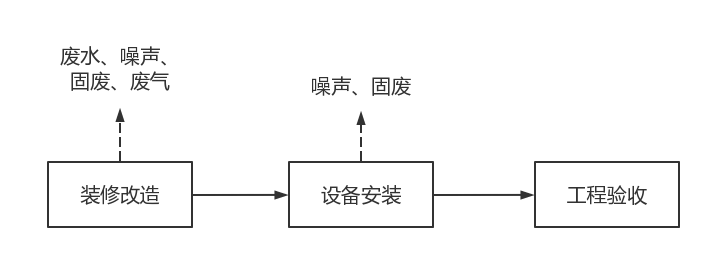 废水、噪声、
固废、废气
噪声、固废
装修改造
设备安装
工程验收